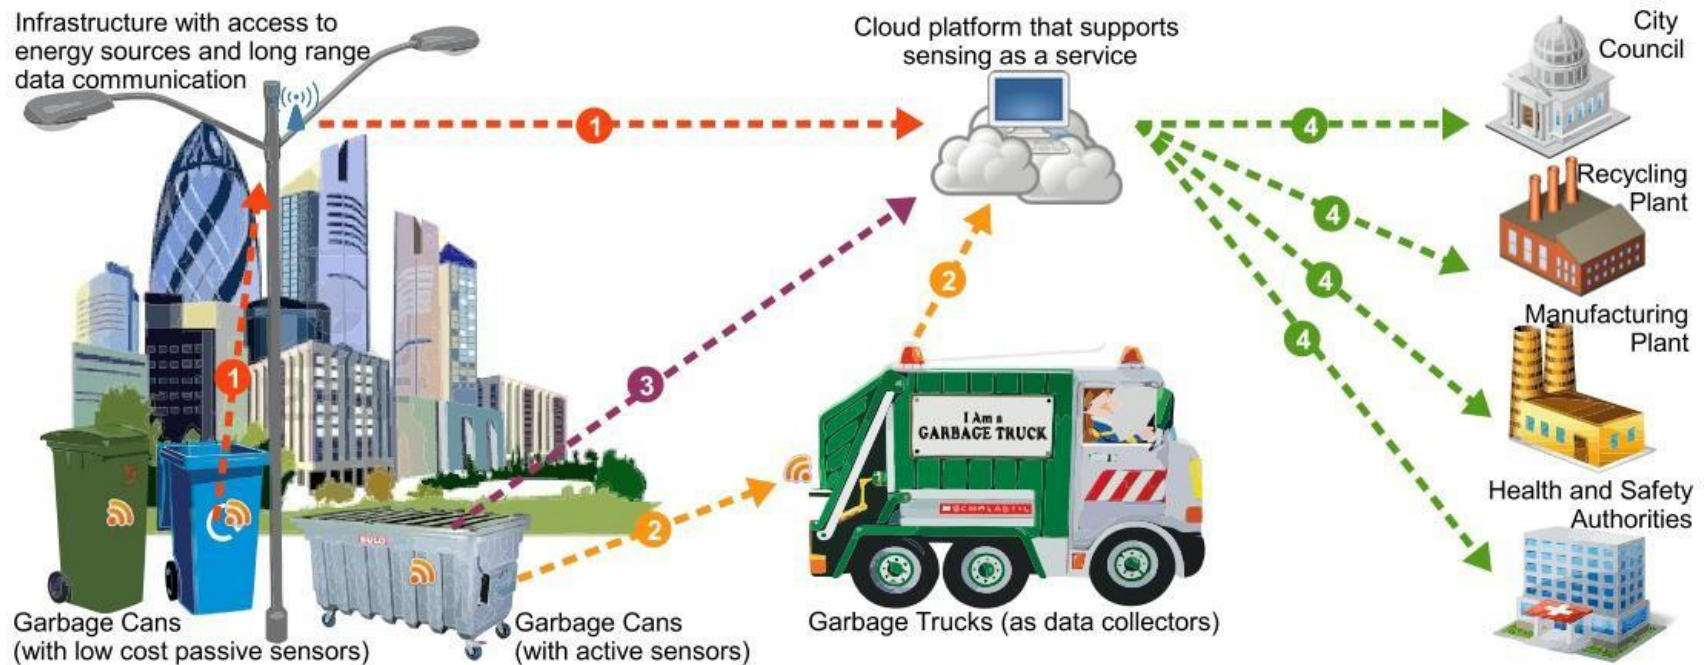 Infrastructure with access to
energy sources and long range
data communication
Cloud platform that supports
sensing as a service
City
Council
1
4
Recycling
Plant
4
2
4
Manufacturing
Plant
4
1
3
I Am a
GARBAGE TRUCK
Health and Safety
Authorities
SCHOLASTIC
2
BULO
Garbage Cans
(with low cost passive sensors)
Garbage Cans
(with active sensors)
Garbage Trucks (as data collectors)